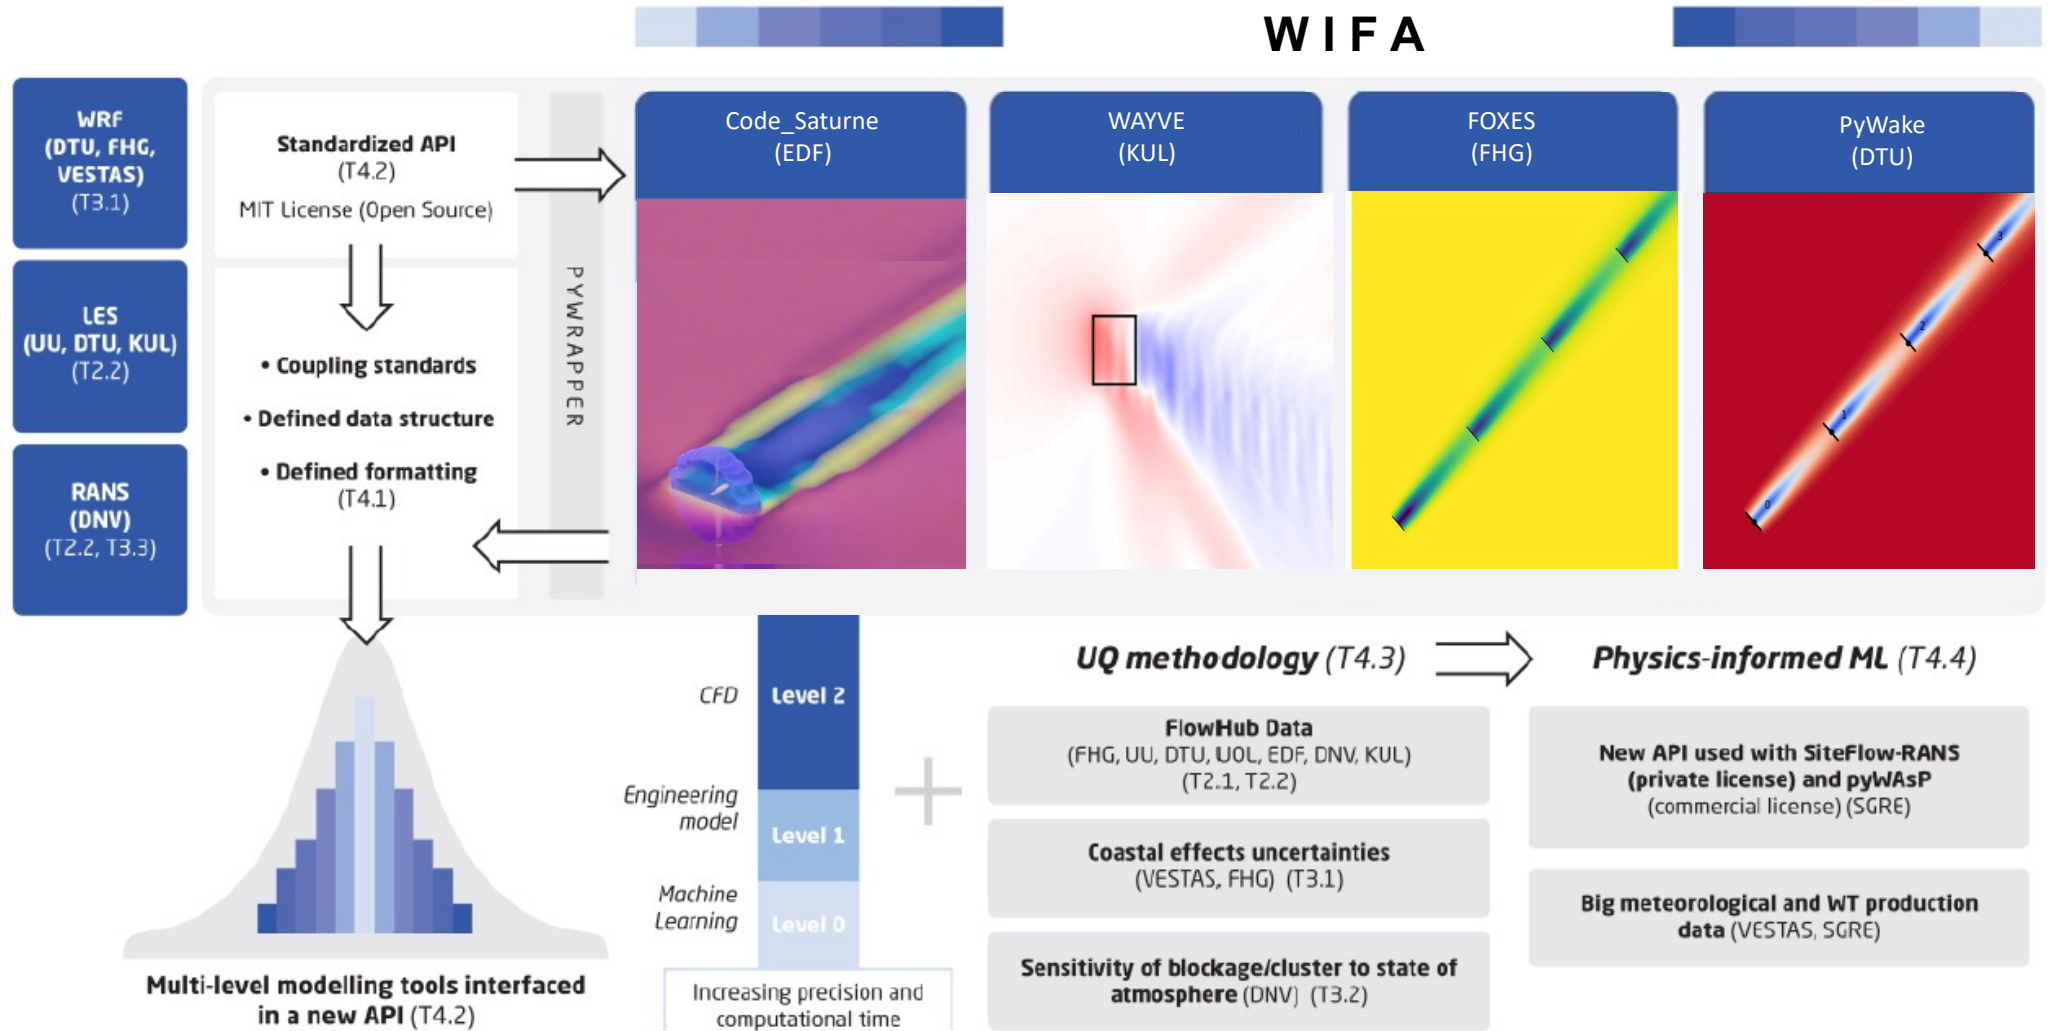 WIFA
WRF
(DTU, FHG,
VESTAS)
(T3.1)
LES
(UU, DTU, KUL)
(T2.2)
RANS
(DNV)
(T2.2, T3.3)
Standardized API
(T4.2)
MIT License (Open Source)
• Coupling standards
• Defined data structure
• Defined formatting
(T4.1)
PYWRAPPER
Code_Saturne
(EDF)
WAYVE
(KUL)
FOXES
(FHG)
PyWake
(DTU)
3
2
1
0
Multi-level modelling tools interfaced
in a new API (T4.2)
CFD
Level 2
Engineering
model
Level 1
Machine
Learning
Level 0
Increasing precision and
computational time
UQ methodology (T4.3)
FlowHub Data
(FHG, UU, DTU, UOL, EDF, DNV, KUL)
(T2.1, T2.2)
Coastal effects uncertainties
(VESTAS, FHG) (T3.1)
Sensitivity of blockage/cluster to state of
atmosphere (DNV) (T3.2)
Physics-informed ML (T4.4)
New API used with SiteFlow-RANS
(private license) and pyWAsP
(commercial license) (SGRE)
Big meteorological and WT production
data (VESTAS, SGRE)